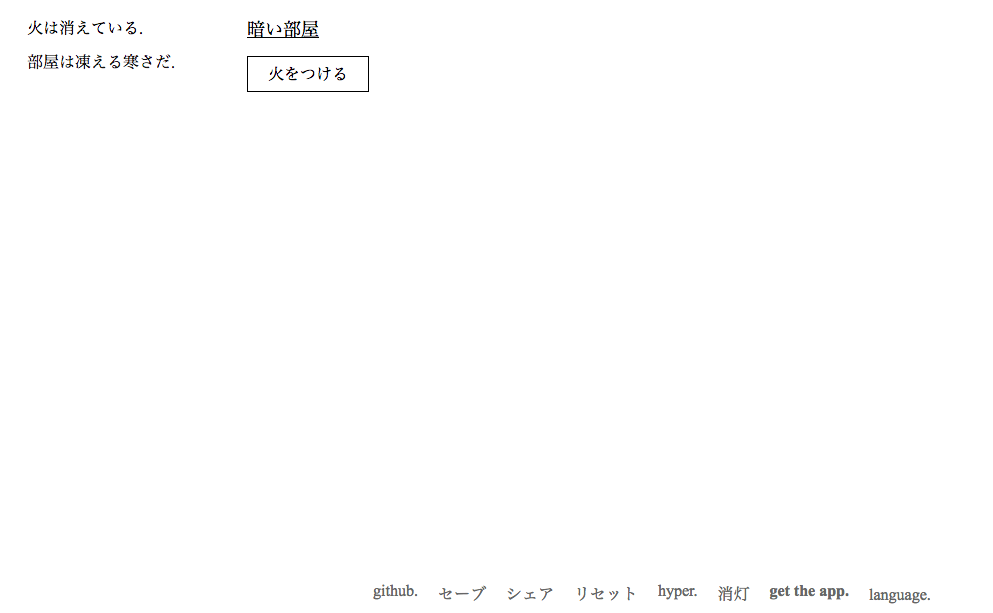 火は消えている.
部屋は凍える寒さだ.
暗い部屋
火をつける
github. セーブ シェア リセット hyper. 消灯 get the app. language.